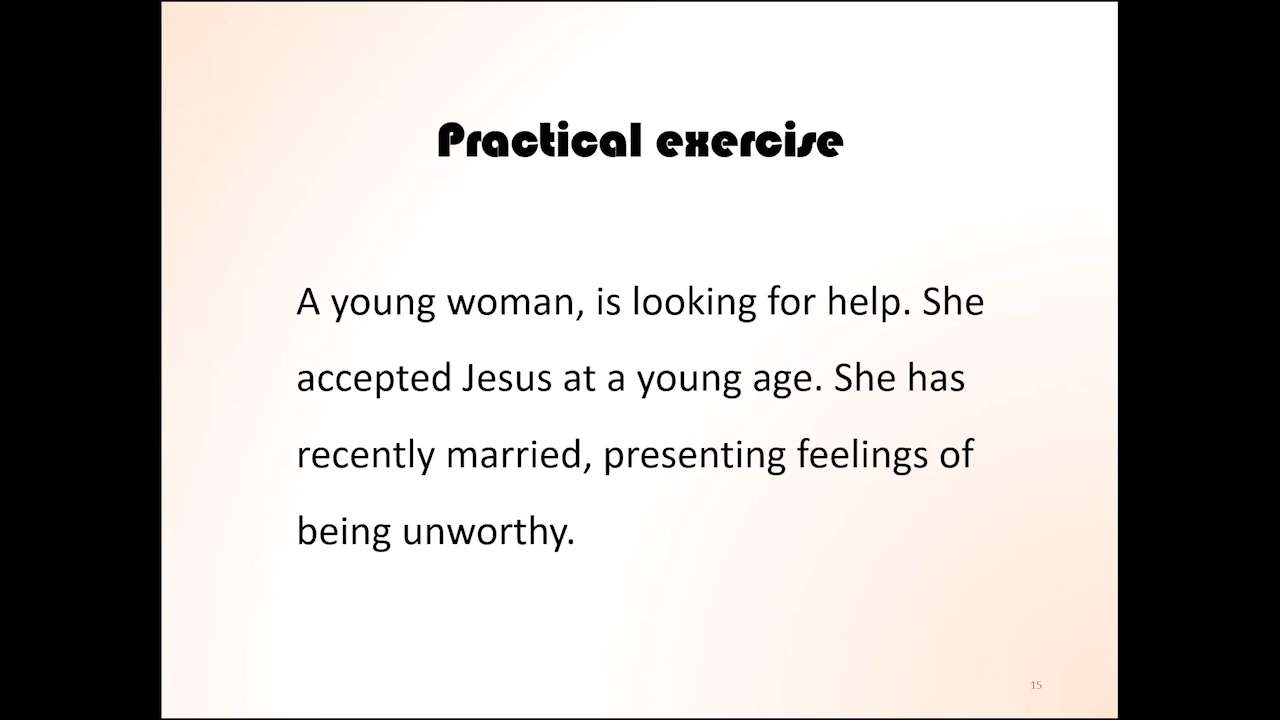 Practical exercise
A young woman, is looking for help. She
accepted Jesus at a young age. She has
recently married, presenting feelings of
being unworthy.
15